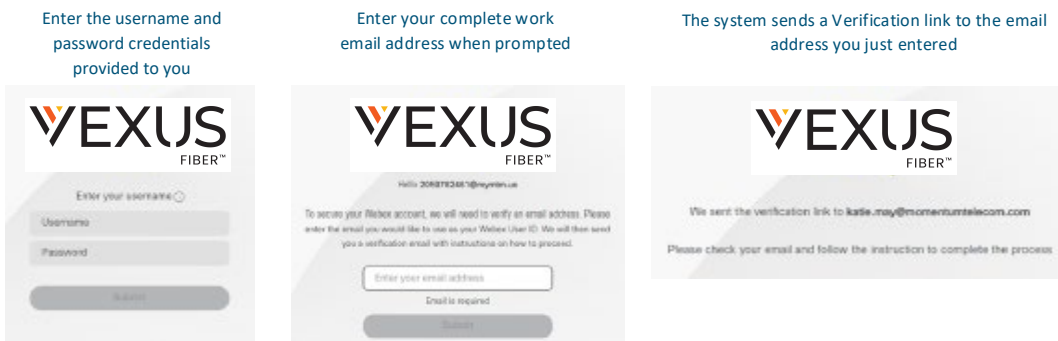 Enter the username and
password credentials
provided to you
VEXUS
FIBER™
Enter your username
Username
Password
Submit
Enter your complete work
email address when prompted
VEXUS
FIBER™
Hello @mymtm.us
To secure your Webex account, we will need to verify an email address. Please
enter the email you would like to use as your Webex User ID. We will then send
you a verification email with instructions on how to proceed.
Enter your email address
Email is required
Submit
The system sends a Verification link to the email
address you just entered
VEXUS
FIBER™
We sent the verification link to katie.may@momentumtelecom.com
Please check your email and follow the instruction to complete the process